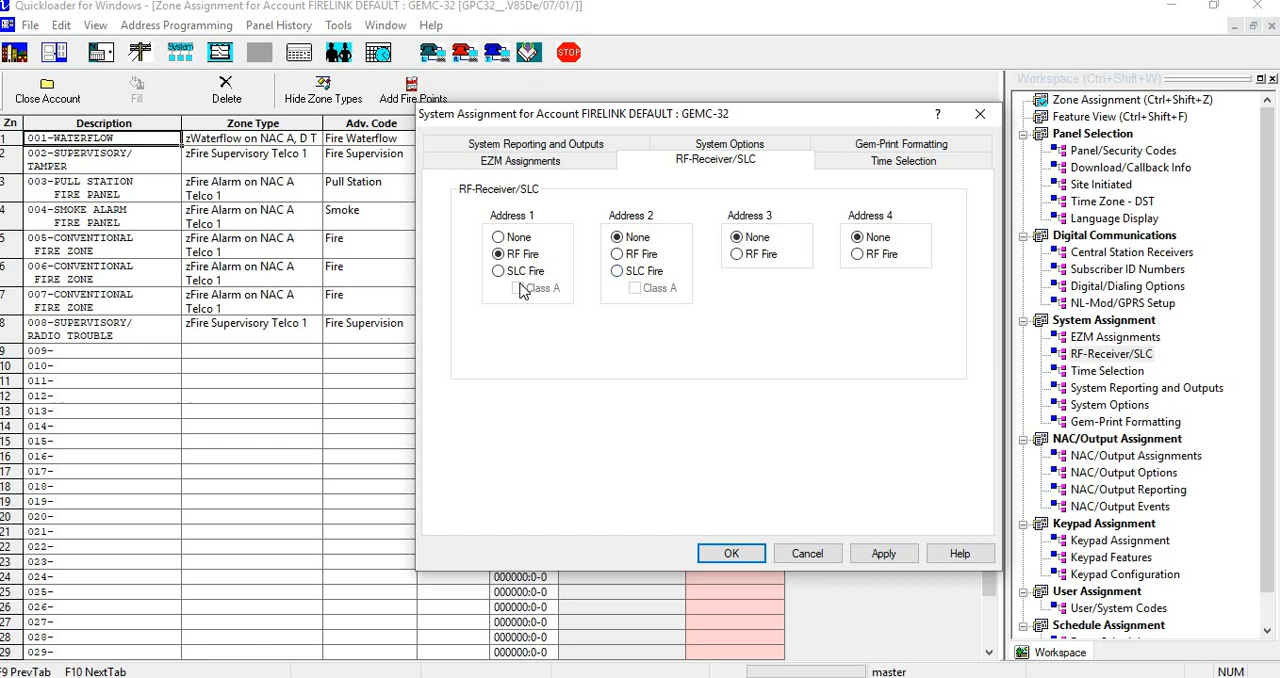 Quickloader for Windows - [Zone Assignment for Account FIRELINK DEFAULT : GEMC-32 [GPC32__.V85De/07/01/]]
File Edit View Address Programming Panel History Tools Window Help
System
STOP
Close Account Fill Delete Hide Zone Types Add Fire Points
Workspace (Ctrl+Shift+W)
Zn Description Zone Type Adv. Code
1 001-WATERFLOW zWaterflow on NAC A, D T Fire Waterflow
2 002-SUPERVISORY/ zFire Supervisory Telco 1 Fire Supervision
TAMPER
3 003-PULL STATION zFire Alarm on NAC A Pull Station
FIRE PANEL Telco 1
4 004-SMOKE ALARM zFire Alarm on NAC A Smoke
FIRE PANEL Telco 1
5 005-CONVENTIONAL zFire Alarm on NAC A Fire
FIRE ZONE Telco 1
6 006-CONVENTIONAL zFire Alarm on NAC A Fire
FIRE ZONE Telco 1
7 007-CONVENTIONAL zFire Alarm on NAC A Fire
FIRE ZONE Telco 1
8 008-SUPERVISORY/ zFire Supervisory Telco 1 Fire Supervision
RADIO TROUBLE
9 009-
10 010-
11 011-
12 012-
13 013-
14 014-
15 015-
16 016-
17 017-
18 018-
19 019-
20 020-
21 021-
22 022-
23 023-
24 024- 000000:0-0
25 025- 000000:0-0
26 026- 000000:0-0
27 027- 000000:0-0
28 028- 000000:0-0
29 029- 000000:0-0
System Assignment for Account FIRELINK DEFAULT : GEMC-32 ?
System Reporting and Outputs System Options Gem-Print Formatting
EZM Assignments RF-Receiver/SLC Time Selection
RF-Receiver/SLC
Address 1 Address 2 Address 3 Address 4
None None None None
RF Fire RF Fire RF Fire RF Fire
SLC Fire SLC Fire
Class A Class A
OK Cancel Apply Help
Zone Assignment (Ctrl+Shift+Z)
Feature View (Ctrl+Shift+F)
Panel Selection
Panel/Security Codes
Download/Callback Info
Site Initiated
Time Zone - DST
Language Display
Digital Communications
Central Station Receivers
Subscriber ID Numbers
Digital/Dialing Options
NL-Mod/GPRS Setup
System Assignment
EZM Assignments
RF-Receiver/SLC
Time Selection
System Reporting and Outputs
System Options
Gem-Print Formatting
NAC/Output Assignment
NAC/Output Assignments
NAC/Output Options
NAC/Output Reporting
NAC/Output Events
Keypad Assignment
Keypad Assignment
Keypad Features
Keypad Configuration
User Assignment
User/System Codes
Schedule Assignment
Workspace
F9 PrevTab F10 NextTab master NUM